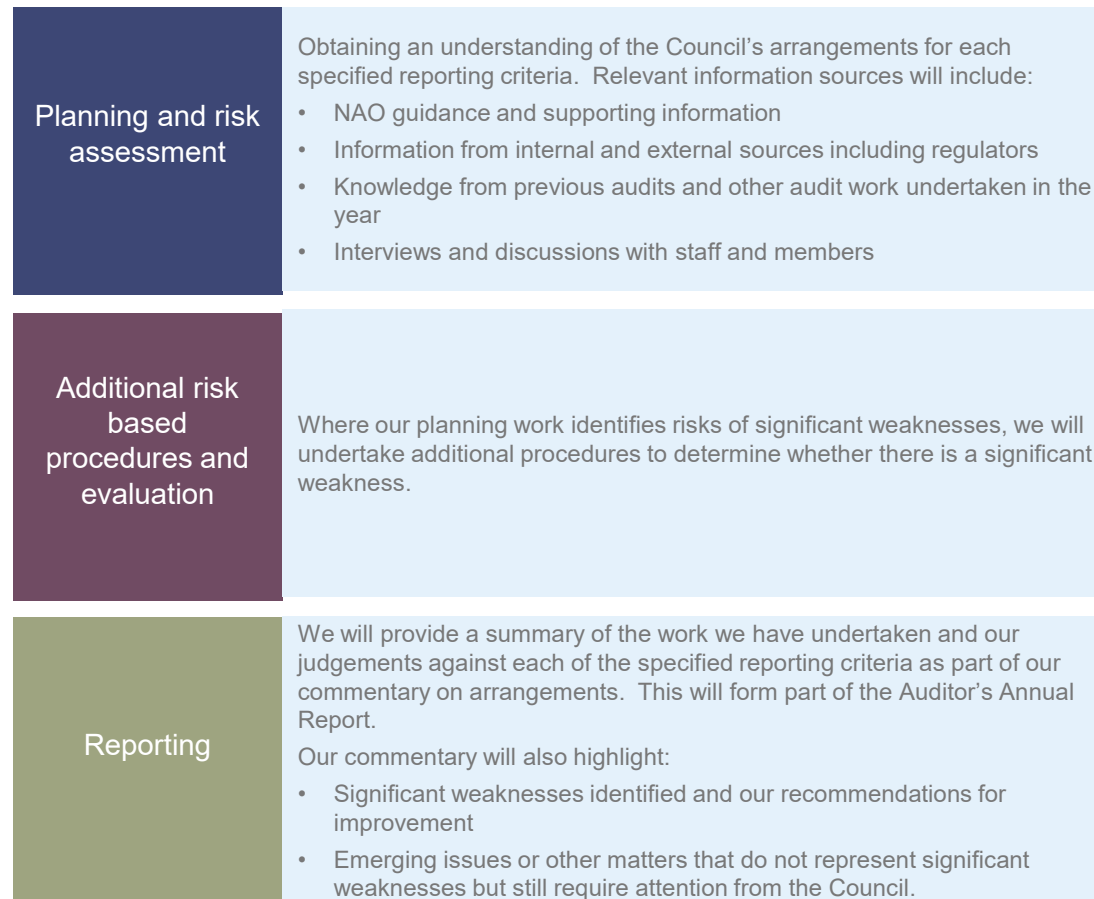 Planning and risk
assessment
Obtaining an understanding of the Council’s arrangements for each
specified reporting criteria.  Relevant information sources will include:
•    NAO guidance and supporting information
•    Information from internal and external sources including regulators
•    Knowledge from previous audits and other audit work undertaken in the
year
•    Interviews and discussions with staff and members
Additional risk
based
procedures and
evaluation
Where our planning work identifies risks of significant weaknesses, we will
undertake additional procedures to determine whether there is a significant
weakness.
Reporting
We will provide a summary of the work we have undertaken and our
judgements against each of the specified reporting criteria as part of our
commentary on arrangements.  This will form part of the Auditor’s Annual
Report.
Our commentary will also highlight:
•    Significant weaknesses identified and our recommendations for
improvement
•    Emerging issues or other matters that do not represent significant
weaknesses but still require attention from the Council.